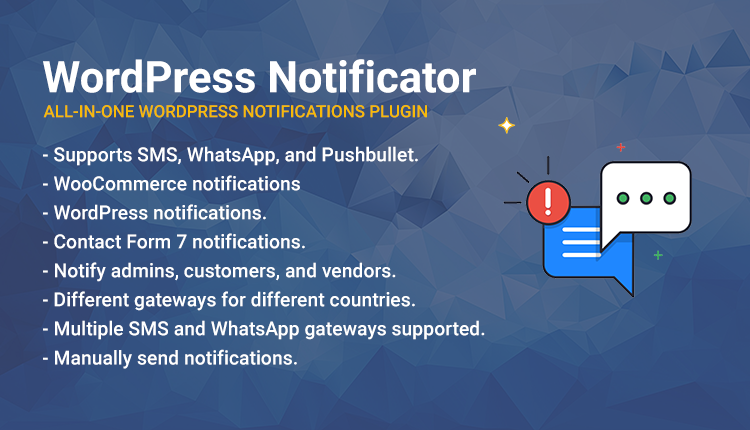 WordPress Notificator
ALL-IN-ONE WORDPRESS NOTIFICATIONS PLUGIN
- Supports SMS, WhatsApp, and Pushbullet.
- WooCommerce notifications
- WordPress notifications.
- Contact Form 7 notifications.
- Notify admins, customers, and vendors.
- Different gateways for different countries.
- Multiple SMS and WhatsApp gateways supported.
- Manually send notifications.